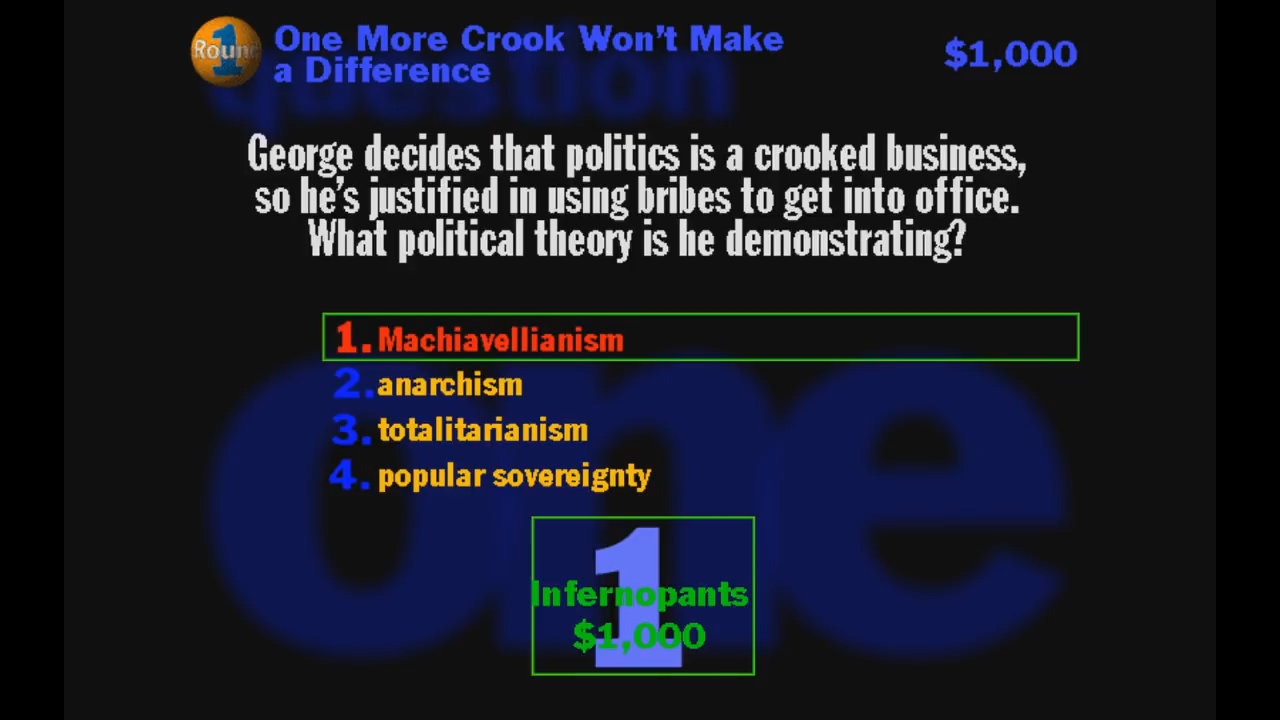 Round 1
One More Crook Won't Make
a Difference
$1,000
question
George decides that politics is a crooked business,
so he's justified in using bribes to get into office.
What political theory is he demonstrating?
1. Machiavellianism
2. anarchism
3. totalitarianism
4. popular sovereignty
one
1
Infernopants
$1,000